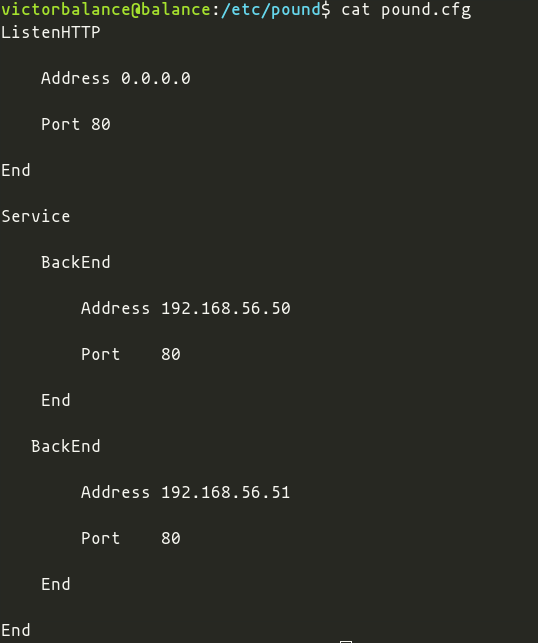 victorbalance@balance:/etc/pound$ cat pound.cfg
ListenHTTP
Address 0.0.0.0
Port 80
End
Service
BackEnd
Address 192.168.56.50
Port 80
End
BackEnd
Address 192.168.56.51
Port 80
End
End